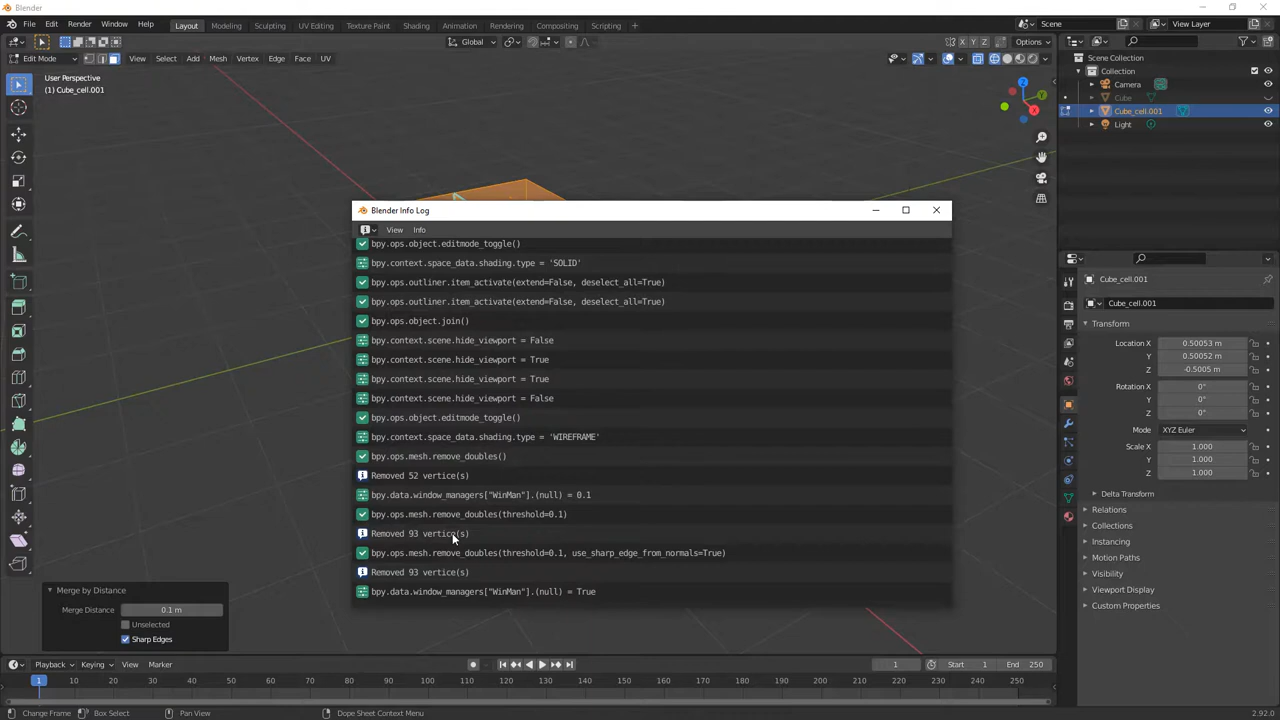 Blender
File Edit Render Window Help Layout Modeling Sculpting UV Editing Texture Paint Shading Animation Rendering Compositing Scripting + Scene View Layer
Global X Y Z Options
Edit Mode View Select Add Mesh Vertex Edge Face UV
User Perspective
(1) Cube_cell.001
Scene Collection
Collection
Camera
Cube
Cube_cell.001
Light
Blender Info Log
View Info
bpy.ops.object.editmode_toggle()
bpy.context.space_data.shading.type = 'SOLID'
bpy.ops.outliner.item_activate(extend=False, deselect_all=True)
bpy.ops.outliner.item_activate(extend=False, deselect_all=True)
bpy.ops.object.join()
bpy.context.scene.hide_viewport = False
bpy.context.scene.hide_viewport = True
bpy.context.scene.hide_viewport = True
bpy.context.scene.hide_viewport = False
bpy.ops.object.editmode_toggle()
bpy.context.space_data.shading.type = 'WIREFRAME'
bpy.ops.mesh.remove_doubles()
Removed 52 vertice(s)
bpy.data.window_managers["WinMan"].(null) = 0.1
bpy.ops.mesh.remove_doubles(threshold=0.1)
Removed 93 vertice(s)
bpy.ops.mesh.remove_doubles(threshold=0.1, use_sharp_edge_from_normals=True)
Removed 93 vertice(s)
bpy.data.window_managers["WinMan"].(null) = True
Cube_cell.001
Cube_cell.001
Transform
Location X 0.50053 m
Y 0.50052 m
Z -0.5005 m
Rotation X 0°
Y 0°
Z 0°
Mode XYZ Euler
Scale X 1.000
Y 1.000
Z 1.000
Delta Transform
Relations
Collections
Instancing
Motion Paths
Visibility
Viewport Display
Custom Properties
Merge by Distance
Merge Distance 0.1 m
Unselected
Sharp Edges
Playback Keying View Marker 1 Start 1 End 250
1 10 20 30 40 50 60 70 80 90 100 110 120 130 140 150 160 170 180 190 200 210 220 230 240 250
Change Frame Box Select Pan View Dope Sheet Context Menu 2.92.0